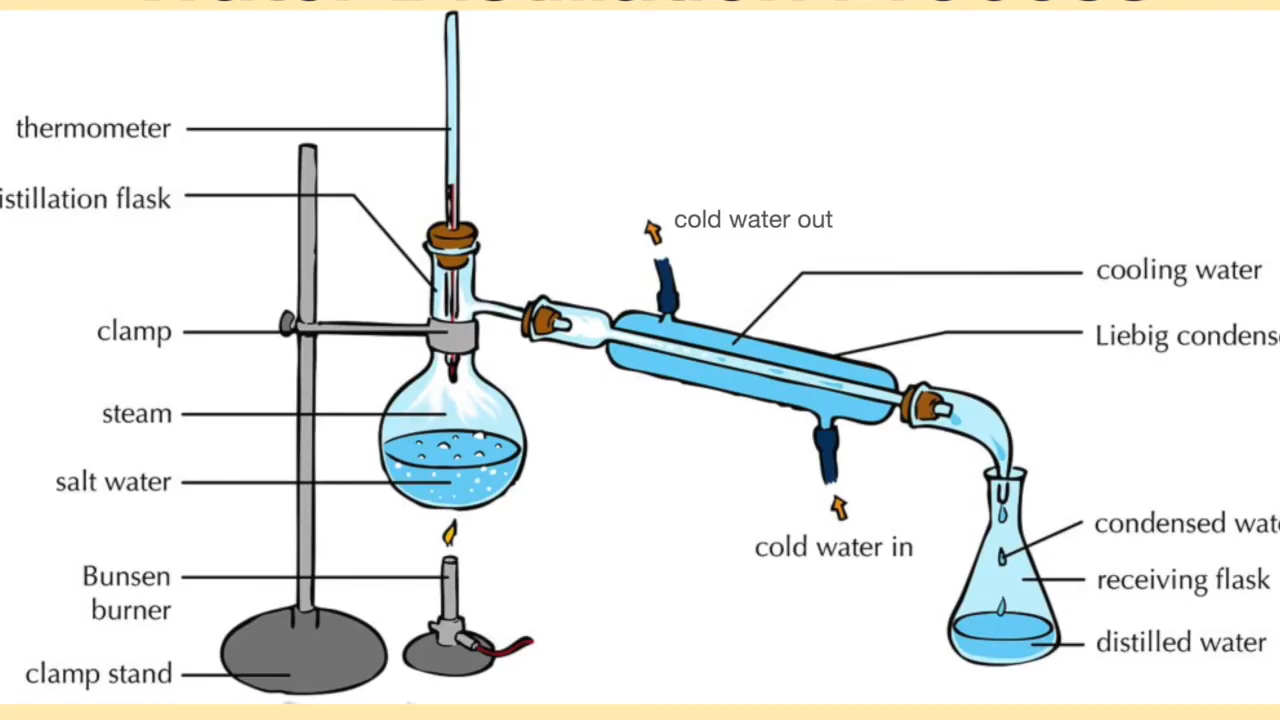 thermometer
istillation flask
cold water out
cooling water
clamp
Liebig condense
steam
salt water
condensed wat
cold water in
Bunsen
burner
receiving flask
distilled water
clamp stand